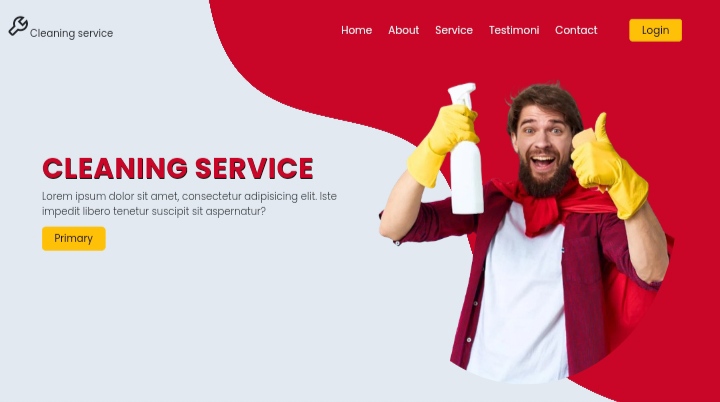 Cleaning service
Home About Service Testimoni Contact Login
CLEANING SERVICE
Lorem ipsum dolor sit amet, consectetur adipisicing elit. Iste
impedit libero tenetur suscipit sit aspernatur?
Primary